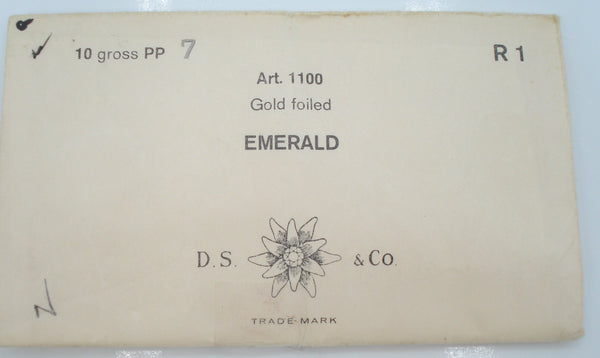 10 gross PP 7
R 1
Art. 1100
Gold foiled
EMERALD
D. S. & Co.
TRADE-MARK
N